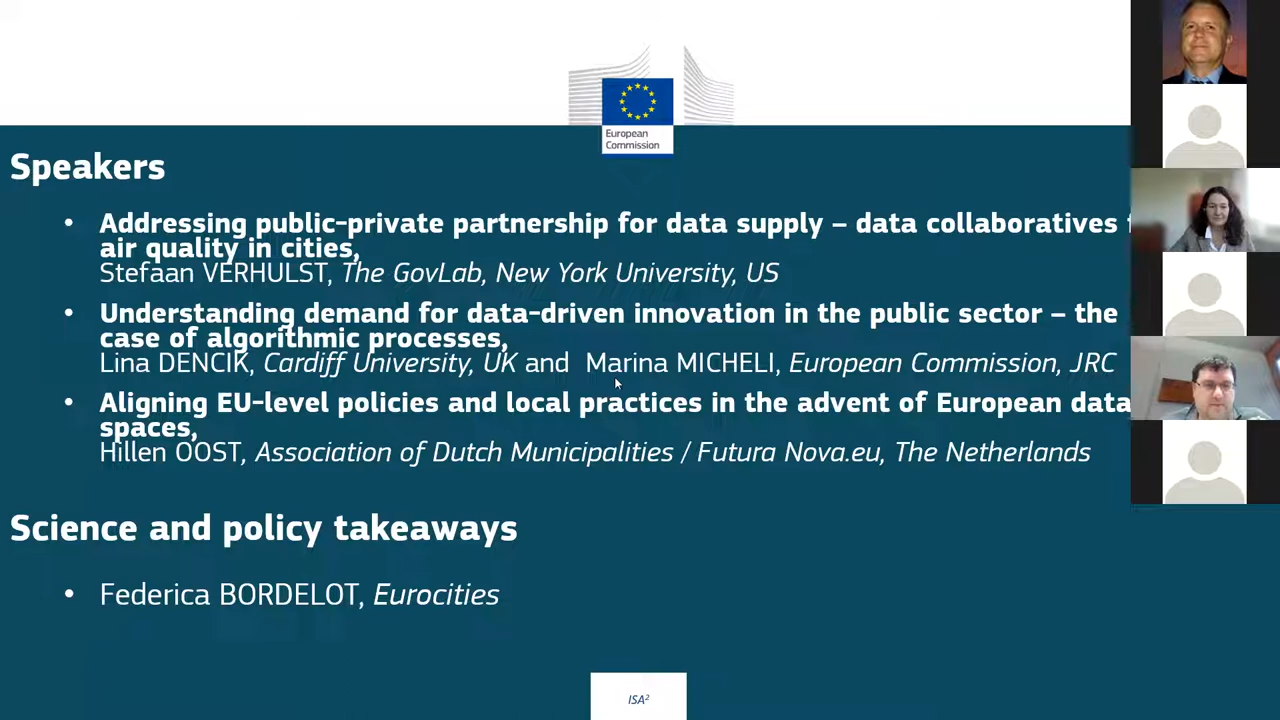 European
Commission
Speakers
• Addressing public-private partnership for data supply – data collaboratives
air quality in cities,
Stefaan VERHULST, The GovLab, New York University, US
• Understanding demand for data-driven innovation in the public sector – the
case of algorithmic processes,
Lina DENCIK, Cardiff University, UK and Marina MICHELI, European Commission, JRC
• Aligning EU-level policies and local practices in the advent of European data
spaces,
Hillen OOST, Association of Dutch Municipalities / Futura Nova.eu, The Netherlands
Science and policy takeaways
• Federica BORDELOT, Eurocities
ISA²